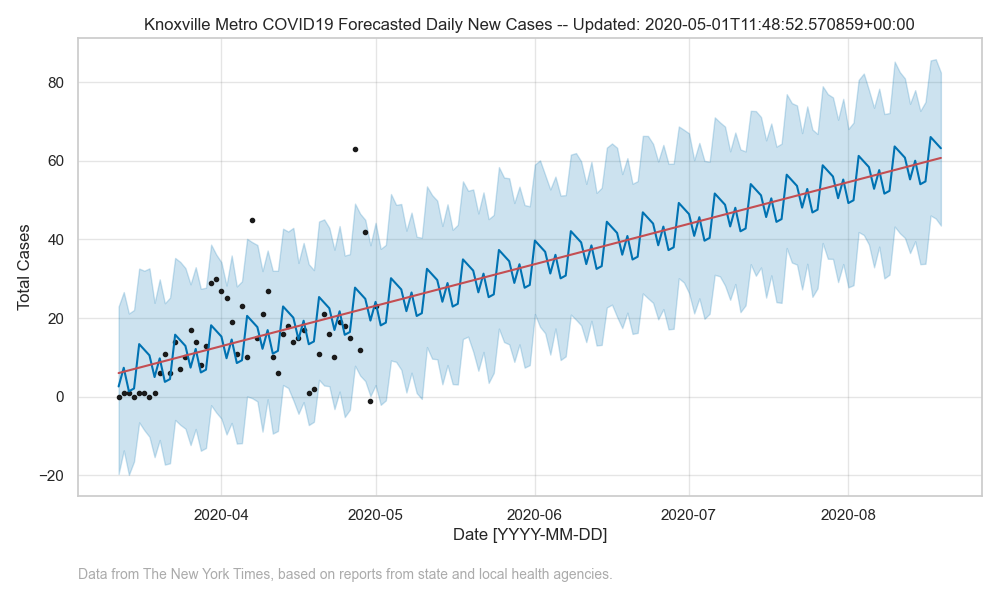 Knoxville Metro COVID19 Forecasted Daily New Cases -- Updated: 2020-05-01T11:48:52.570859+00:00
80
60
40
20
0
−20
Total Cases
2020-04
2020-05
2020-06
2020-07
2020-08
Date [YYYY-MM-DD]
Data from The New York Times, based on reports from state and local health agencies.